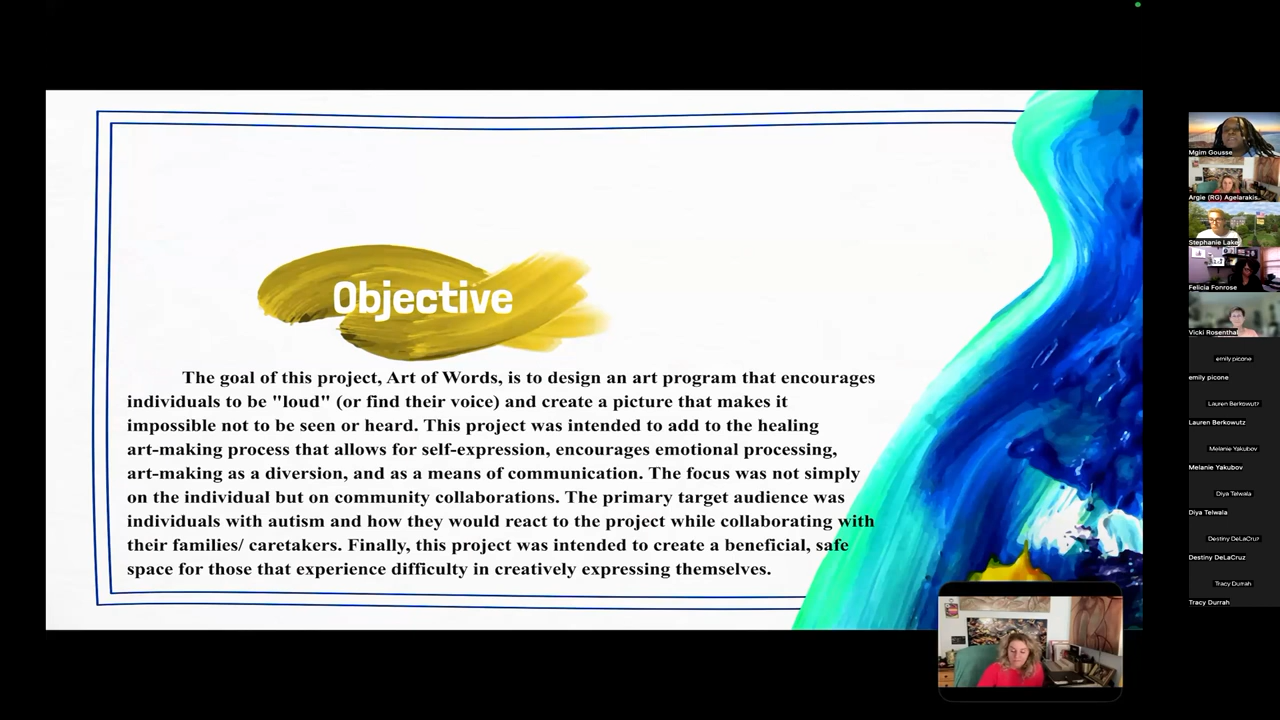 Objective
The goal of this project, Art of Words, is to design an art program that encourages
individuals to be "loud" (or find their voice) and create a picture that makes it
impossible not to be seen or heard. This project was intended to add to the healing
art-making process that allows for self-expression, encourages emotional processing,
art-making as a diversion, and as a means of communication. The focus was not simply
on the individual but on community collaborations. The primary target audience was
individuals with autism and how they would react to the project while collaborating with
their families/ caretakers. Finally, this project was intended to create a beneficial, safe
space for those that experience difficulty in creatively expressing themselves.
Mgim Gousse
Argie (RG) Agelarakis..
Stephanie Lake
Felicia Fonrose
Vicki Rosenthal
emily picone
emily picone
Lauren Berkowutz
Lauren Berkowutz
Melanie Yakubov
Melanie Yakubov
Diya Telwala
Diya Telwala
Destiny DeLaCruz
Destiny DeLaCruz
Tracy Durrah
Tracy Durrah